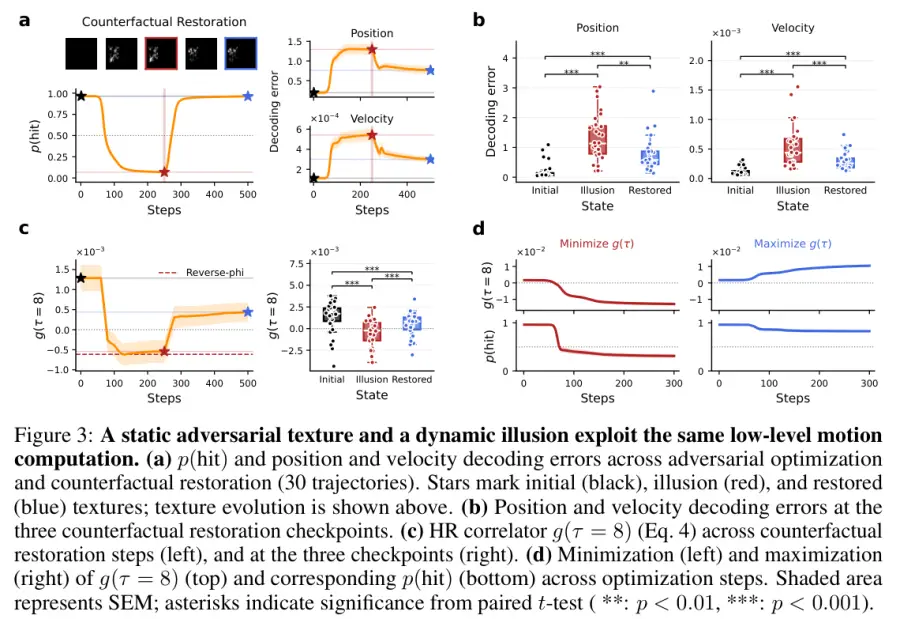 a
Counterfactual Restoration
p(hit)
1.00
0.75
0.50
0.25
0.00
0 100 200 300 400 500
Steps
Decoding error
Position
1.5
1.0
0.5
Velocity
×10⁻⁴
6
4
2
0 200 400
Steps
b
Position
Decoding error
4
3
2
1
0
*** ** ***
Initial Illusion Restored
Velocity
×10⁻³
2.0
1.5
1.0
0.5
0.0
*** *** ***
Initial Illusion Restored
State
c
×10⁻³
g(τ = 8)
1.5
1.0
0.5
0.0
−0.5
−1.0
Reverse-phi
0 100 200 300 400 500
Steps
×10⁻³
g(τ = 8)
7.5
5.0
2.5
0.0
−2.5
*** *** ***
Initial Illusion Restored
State
d
Minimize g(τ)
×10⁻²
g(τ = 8)
1
0
−1
p(hit)
1
0
0 100 200 300
Steps
Maximize g(τ)
×10⁻²
1
0
−1
1
0
0 100 200 300
Steps
Figure 3: A static adversarial texture and a dynamic illusion exploit the same low-level motion
computation. (a) p(hit) and position and velocity decoding errors across adversarial optimization
and counterfactual restoration (30 trajectories). Stars mark initial (black), illusion (red), and restored
(blue) textures; texture evolution is shown above. (b) Position and velocity decoding errors at the
three counterfactual restoration checkpoints. (c) HR correlator g(τ = 8) (Eq. 4) across counterfactual
restoration steps (left), and at the three checkpoints (right). (d) Minimization (left) and maximization
(right) of g(τ = 8) (top) and corresponding p(hit) (bottom) across optimization steps. Shaded area
represents SEM; asterisks indicate significance from paired t-test ( **: p < 0.01, ***: p < 0.001).